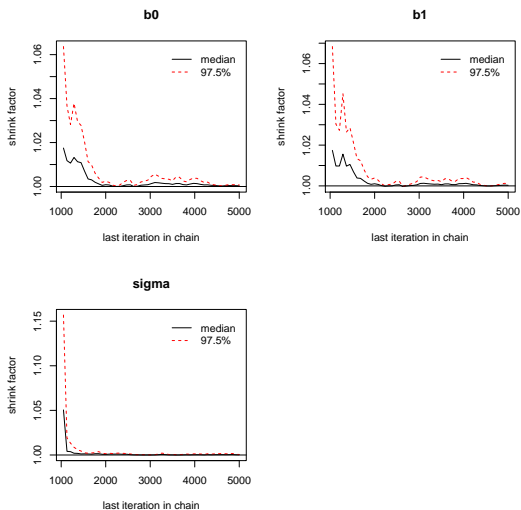 b0
median
97.5%
shrink factor
1.00 1.02 1.04 1.06
1000 2000 3000 4000 5000
last iteration in chain
b1
median
97.5%
shrink factor
1.00 1.02 1.04 1.06
1000 2000 3000 4000 5000
last iteration in chain
sigma
median
97.5%
shrink factor
1.00 1.05 1.10 1.15
1000 2000 3000 4000 5000
last iteration in chain